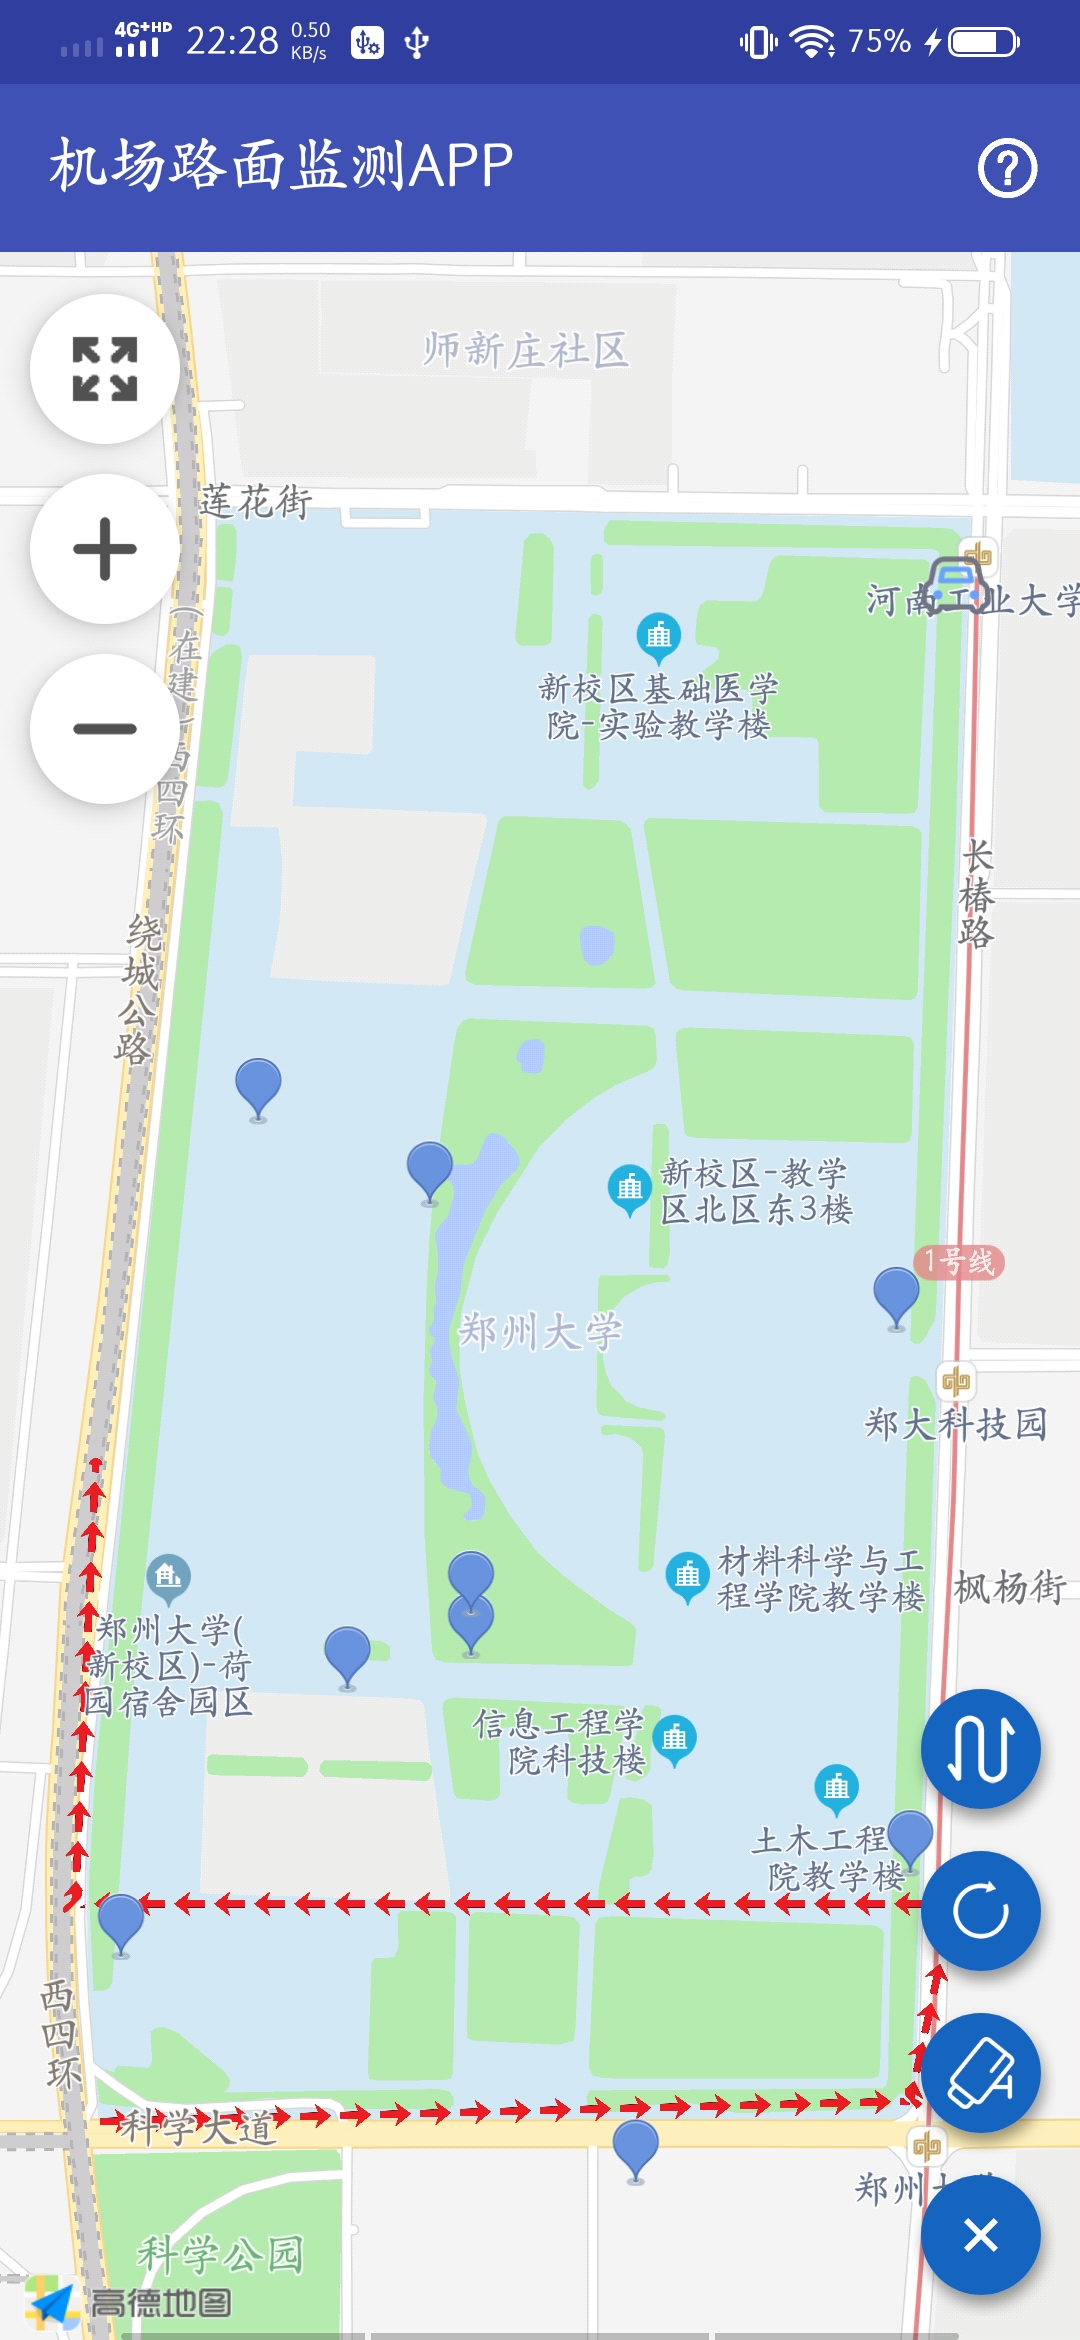 4G+HD 22:28 0.50 KB/s 75%
机场路面监测APP
师新庄社区
莲花街
河南工业大学
(在建)西四环
新校区基础医学
院-实验教学楼
长椿路
绕城公路
新校区-教学
区北区东3楼
1号线
郑州大学
郑大科技园
材料科学与工
程学院教学楼
枫杨街
郑州大学(
新校区)-荷
园宿舍园区
信息工程学
院科技楼
土木工程
院教学楼
西四环
科学大道
郑州
科学公园
高德地图